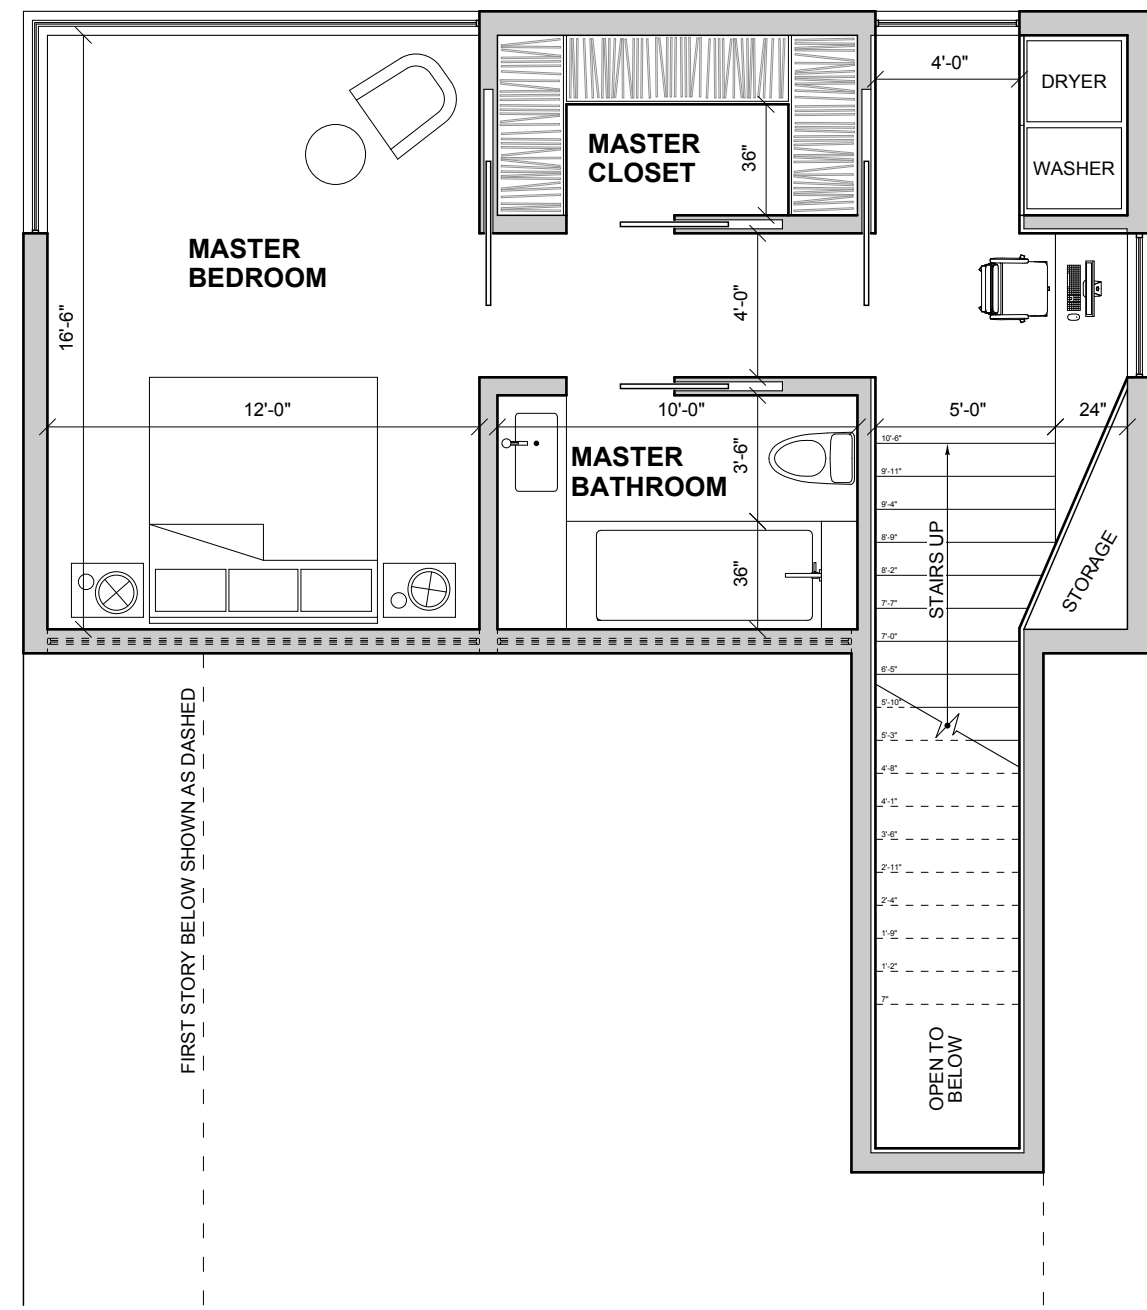 4'-0"
DRYER
MASTER
CLOSET
36"
WASHER
MASTER
BEDROOM
16'-6"
4'-0"
12'-0"
10'-0"
5'-0"
24"
MASTER
BATHROOM
3'-6"
36"
10'-6"
9'-11"
9'-4"
8'-9"
8'-2"
7'-7"
7'-0"
6'-5"
5'-10"
5'-3"
4'-8"
4'-1"
3'-6"
2'-11"
2'-4"
1'-9"
1'-2"
7"
STAIRS UP
STORAGE
FIRST STORY BELOW SHOWN AS DASHED
OPEN TO
BELOW